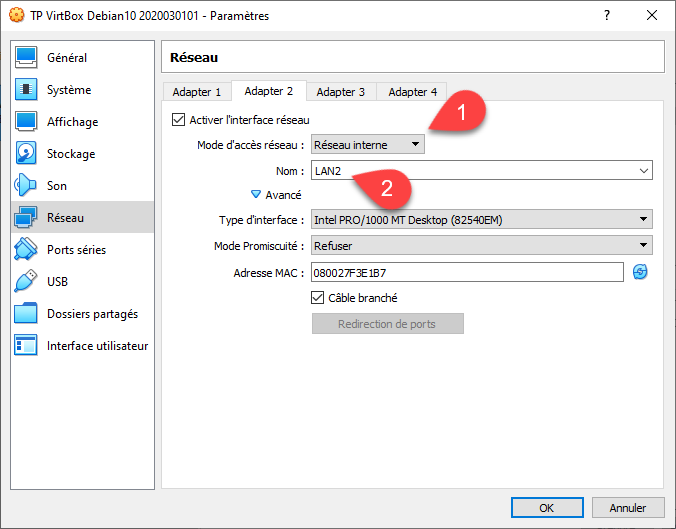 TP VirtBox Debian10 2020030101 - Paramètres
Général
Système
Affichage
Stockage
Son
Réseau
Ports séries
USB
Dossiers partagés
Interface utilisateur
Réseau
Adapter 1 Adapter 2 Adapter 3 Adapter 4
Activer l'interface réseau
1
Mode d'accès réseau : Réseau interne
Nom : LAN2
2
Avancé
Type d'interface : Intel PRO/1000 MT Desktop (82540EM)
Mode Promiscuité : Refuser
Adresse MAC : 080027F3E1B7
Câble branché
Redirection de ports
OK Annuler